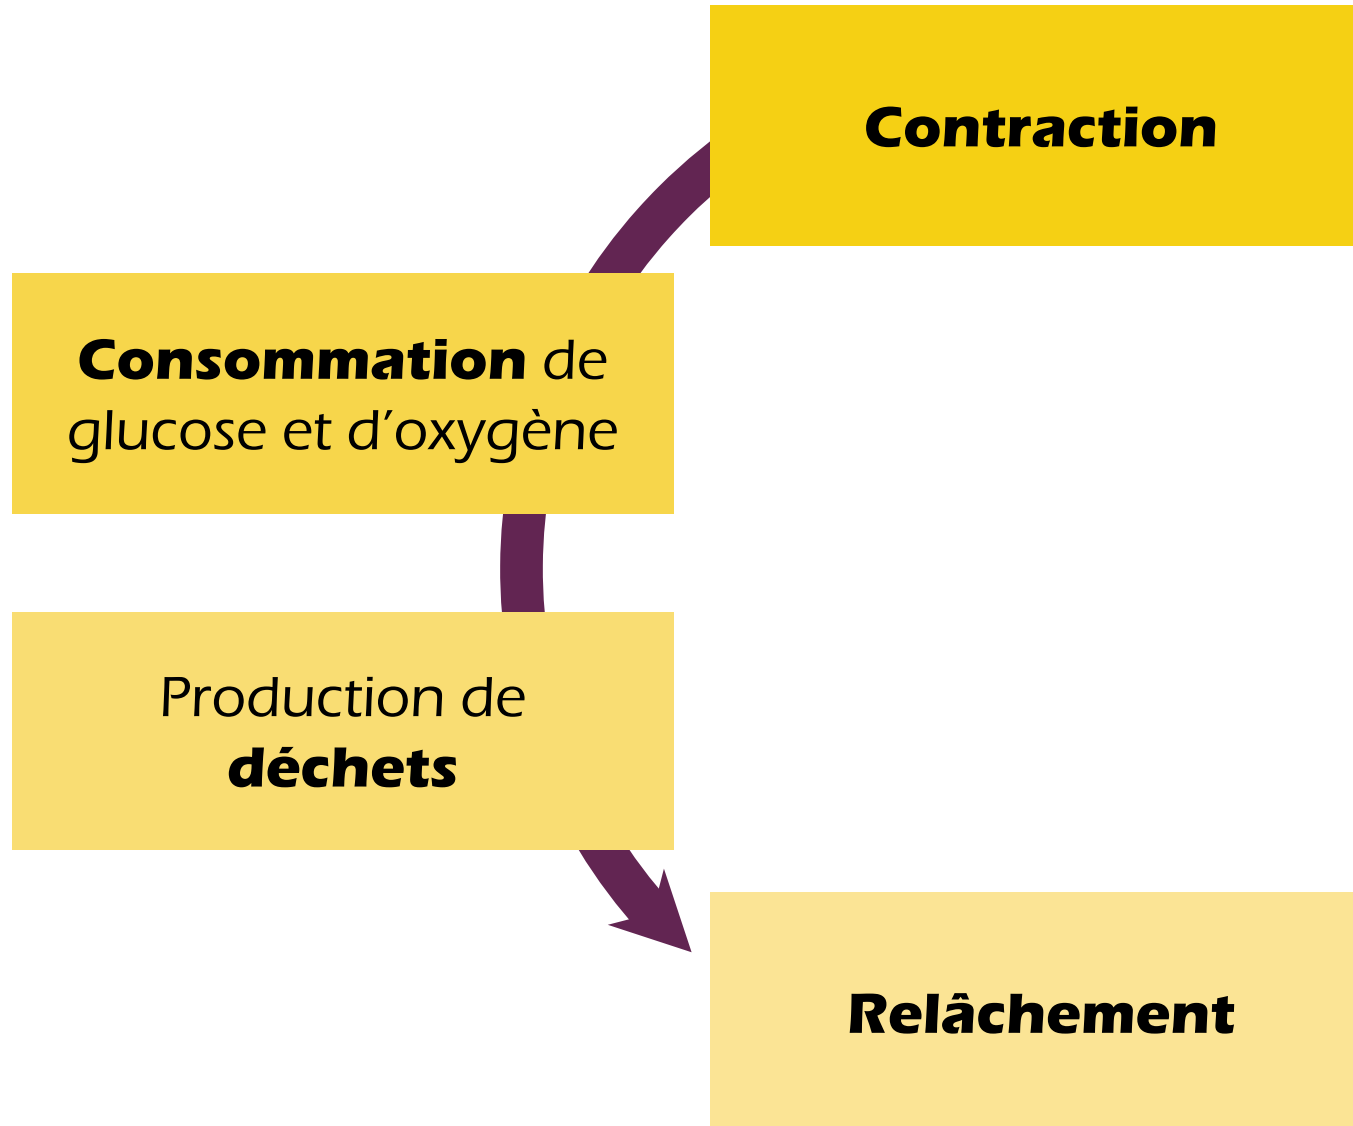 Contraction
Consommation de
glucose et d’oxygène
Production de
déchets
Relâchement